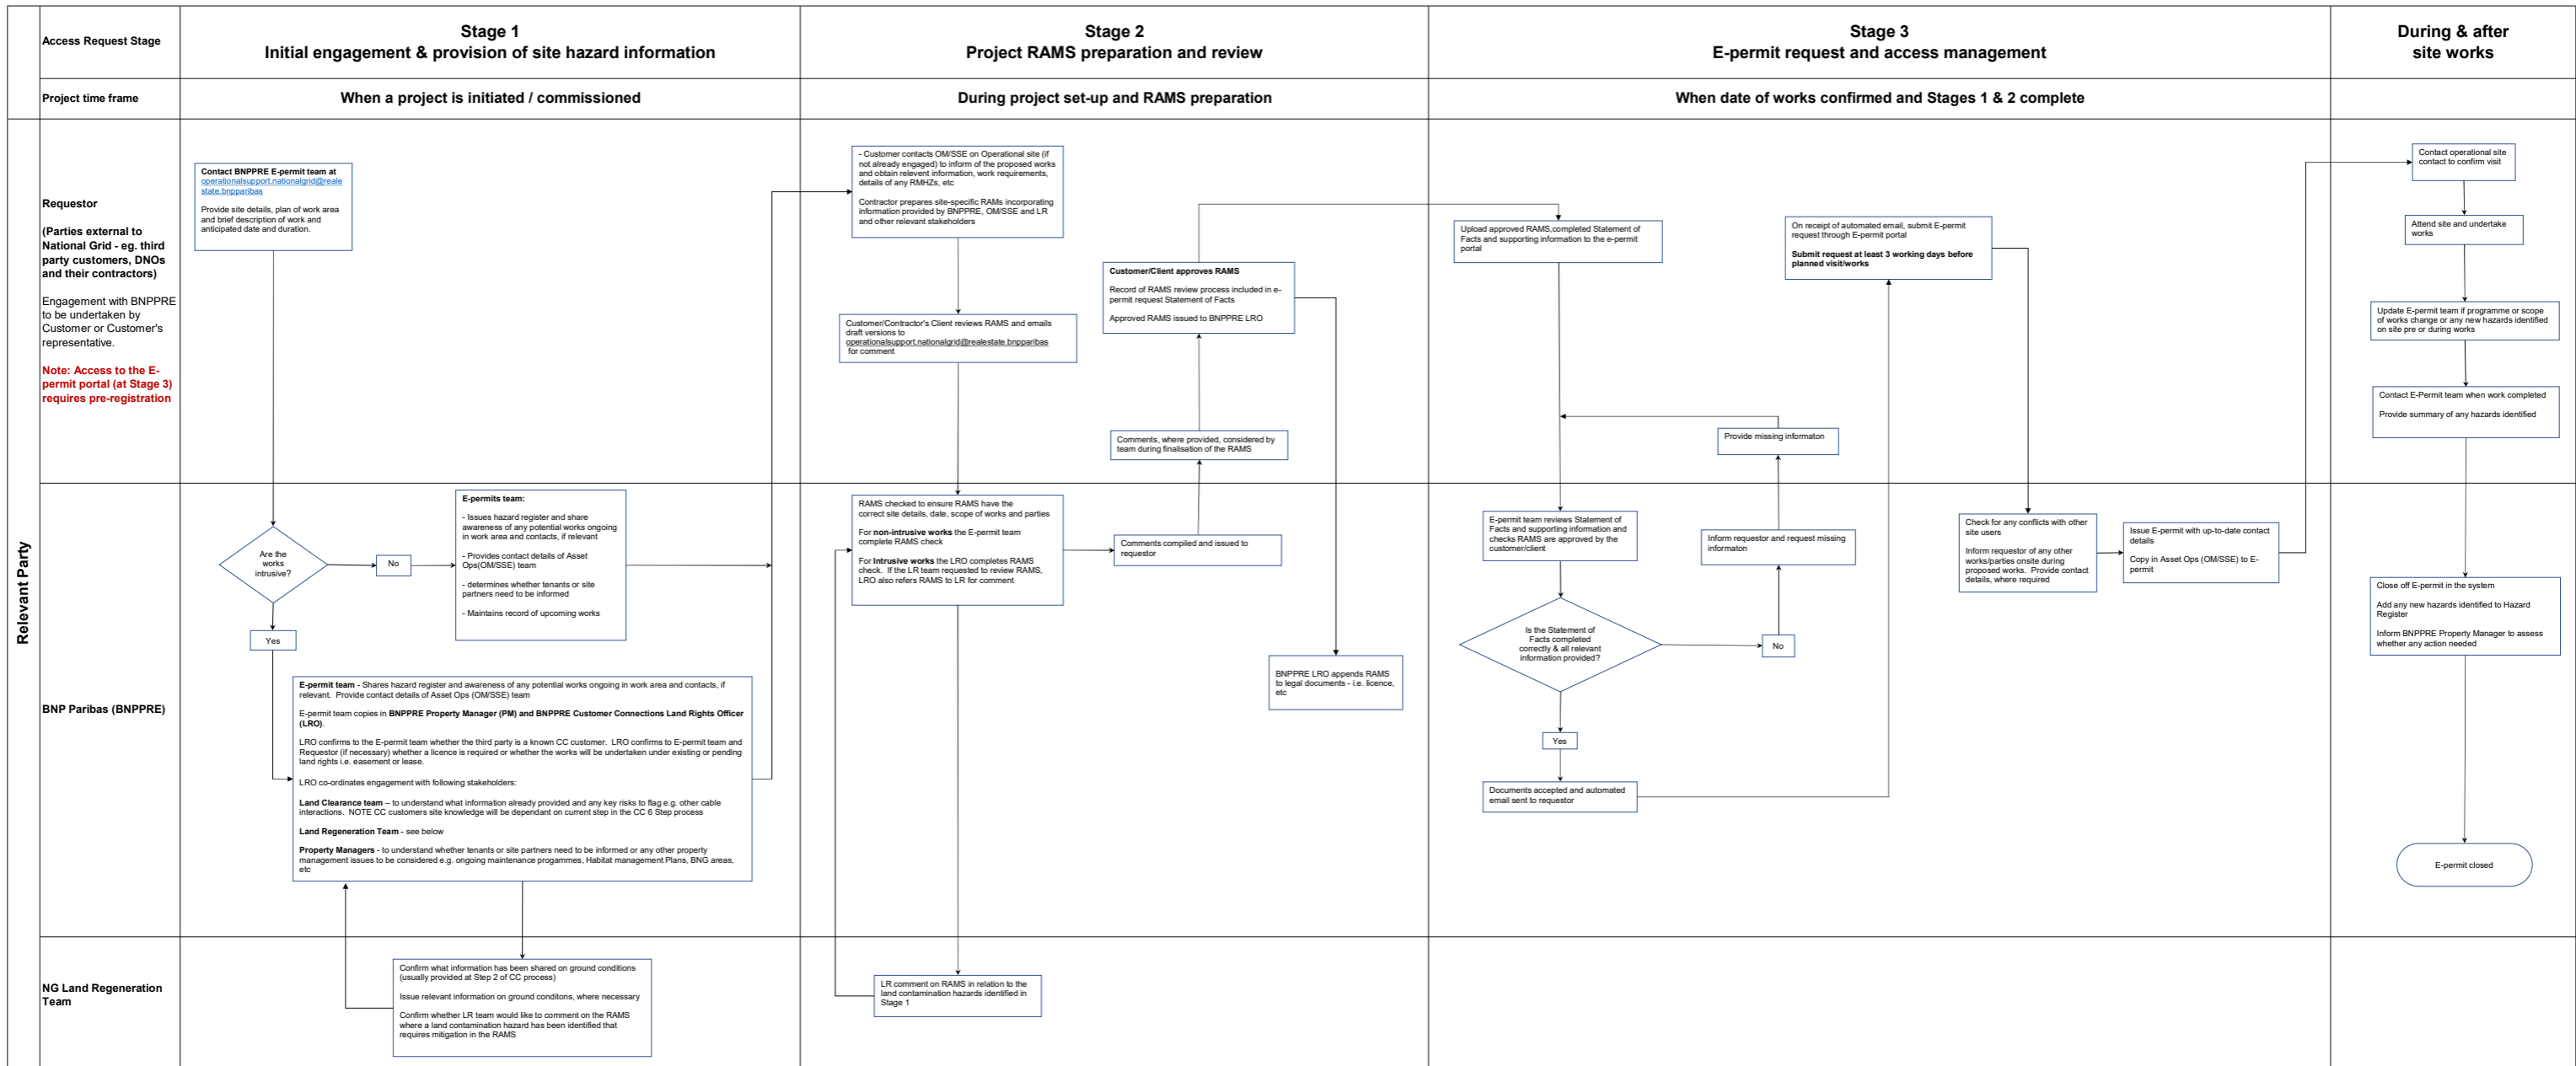 Access Request Stage
Stage 1
Initial engagement & provision of site hazard information
Stage 2
Project RAMS preparation and review
Stage 3
E-permit request and access management
During & after
site works
Project time frame
When a project is initiated / commissioned
During project set-up and RAMS preparation
When date of works confirmed and Stages 1 & 2 complete
Relevant Party
Requestor
(Parties external to
National Grid - eg. third
party customers, DNOs
and their contractors)
Engagement with BNPPRE
to be undertaken by
Customer or Customer's
representative.
Note: Access to the E-
permit portal (at Stage 3)
requires pre-registration
Contact BNPPRE E-permit team at
operationalsupport.nationalgrid@reale
state.bnpparibas
Provide site details, plan of work area
and brief description of work and
anticipated date and duration.
- Customer contacts OM/SSE on Operational site (if
not already engaged) to inform of the proposed works
and obtain relevant information, work requirements,
details of any RMHZs, etc
Contractor prepares site-specific RAMs incorporating
information provided by BNPPRE, OM/SSE and LR
and other relevant stakeholders
Customer/Contractor's Client reviews RAMS and emails
draft versions to
operationalsupport.nationalgrid@realestate.bnpparibas
for comment
Customer/Client approves RAMS
Record of RAMS review process included in e-
permit request Statement of Facts
Approved RAMS issued to BNPPRE LRO
Comments, where provided, considered by
team during finalisation of the RAMS
Upload approved RAMS,completed Statement of
Facts and supporting information to the e-permit
portal
On receipt of automated email, submit E-permit
request through E-permit portal
Submit request at least 3 working days before
planned visit/works
Provide missing informaton
Contact operational site
contact to confirm visit
Attend site and undertake
works
Update E-permit team if programme or scope
of works change or any new hazards identified
on site pre or during works
Contact E-Permit team when work completed
Provide summary of any hazards identified
BNP Paribas (BNPPRE)
Are the
works
intrusive?
No
Yes
E-permits team:
- Issues hazard register and share
awareness of any potential works ongoing
in work area and contacts, if relevant
- Provides contact details of Asset
Ops(OM/SSE) team
- determines whether tenants or site
partners need to be informed
- Maintains record of upcoming works
E-permit team - Shares hazard register and awareness of any potential works ongoing in work area and contacts, if
relevant. Provide contact details of Asset Ops (OM/SSE) team
E-permit team copies in BNPPRE Property Manager (PM) and BNPPRE Customer Connections Land Rights Officer
(LRO).
LRO confirms to the E-permit team whether the third party is a known CC customer. LRO confirms to E-permit team and
Requestor (if necessary) whether a licence is required or whether the works will be undertaken under existing or pending
land rights i.e. easement or lease.
LRO co-ordinates engagement with following stakeholders:
Land Clearance team – to understand what information already provided and any key risks to flag e.g. other cable
interactions. NOTE CC customers site knowledge will be dependant on current step in the CC 6 Step process
Land Regeneration Team - see below
Property Managers - to understand whether tenants or site partners need to be informed or any other property
management issues to be considered e.g. ongoing maintenance progammes, Habitat management Plans, BNG areas,
etc
RAMS checked to ensure RAMS have the
correct site details, date, scope of works and parties
For non-intrusive works the E-permit team
complete RAMS check
For Intrusive works the LRO completes RAMS
check. If the LR team requested to review RAMS,
LRO also refers RAMS to LR for comment
Comments compiled and issued to
requestor
BNPPRE LRO appends RAMS
to legal documents - i.e. licence,
etc
E-permit team reviews Statement of
Facts and supporting information and
checks RAMS are approved by the
customer/client
Inform requestor and request missing
informaton
Is the Statement of
Facts completed
correctly & all relevant
information provided?
No
Yes
Documents accepted and automated
email sent to requestor
Check for any conflicts with other
site users
Inform requestor of any other
works/parties onsite during
proposed works. Provide contact
details, where required
Issue E-permit with up-to-date contact
details
Copy in Asset Ops (OM/SSE) to E-
permit
Close off E-permit in the system
Add any new hazards identified to Hazard
Register
Inform BNPPRE Property Manager to assess
whether any action needed
E-permit closed
NG Land Regeneration
Team
Confirm what information has been shared on ground conditions
(usually provided at Step 2 of CC process)
Issue relevant information on ground conditons, where necessary
Confirm whether LR team would like to comment on the RAMS
where a land contamination hazard has been identified that
requires mitigation in the RAMS
LR comment on RAMS in relation to the
land contamination hazards identified in
Stage 1